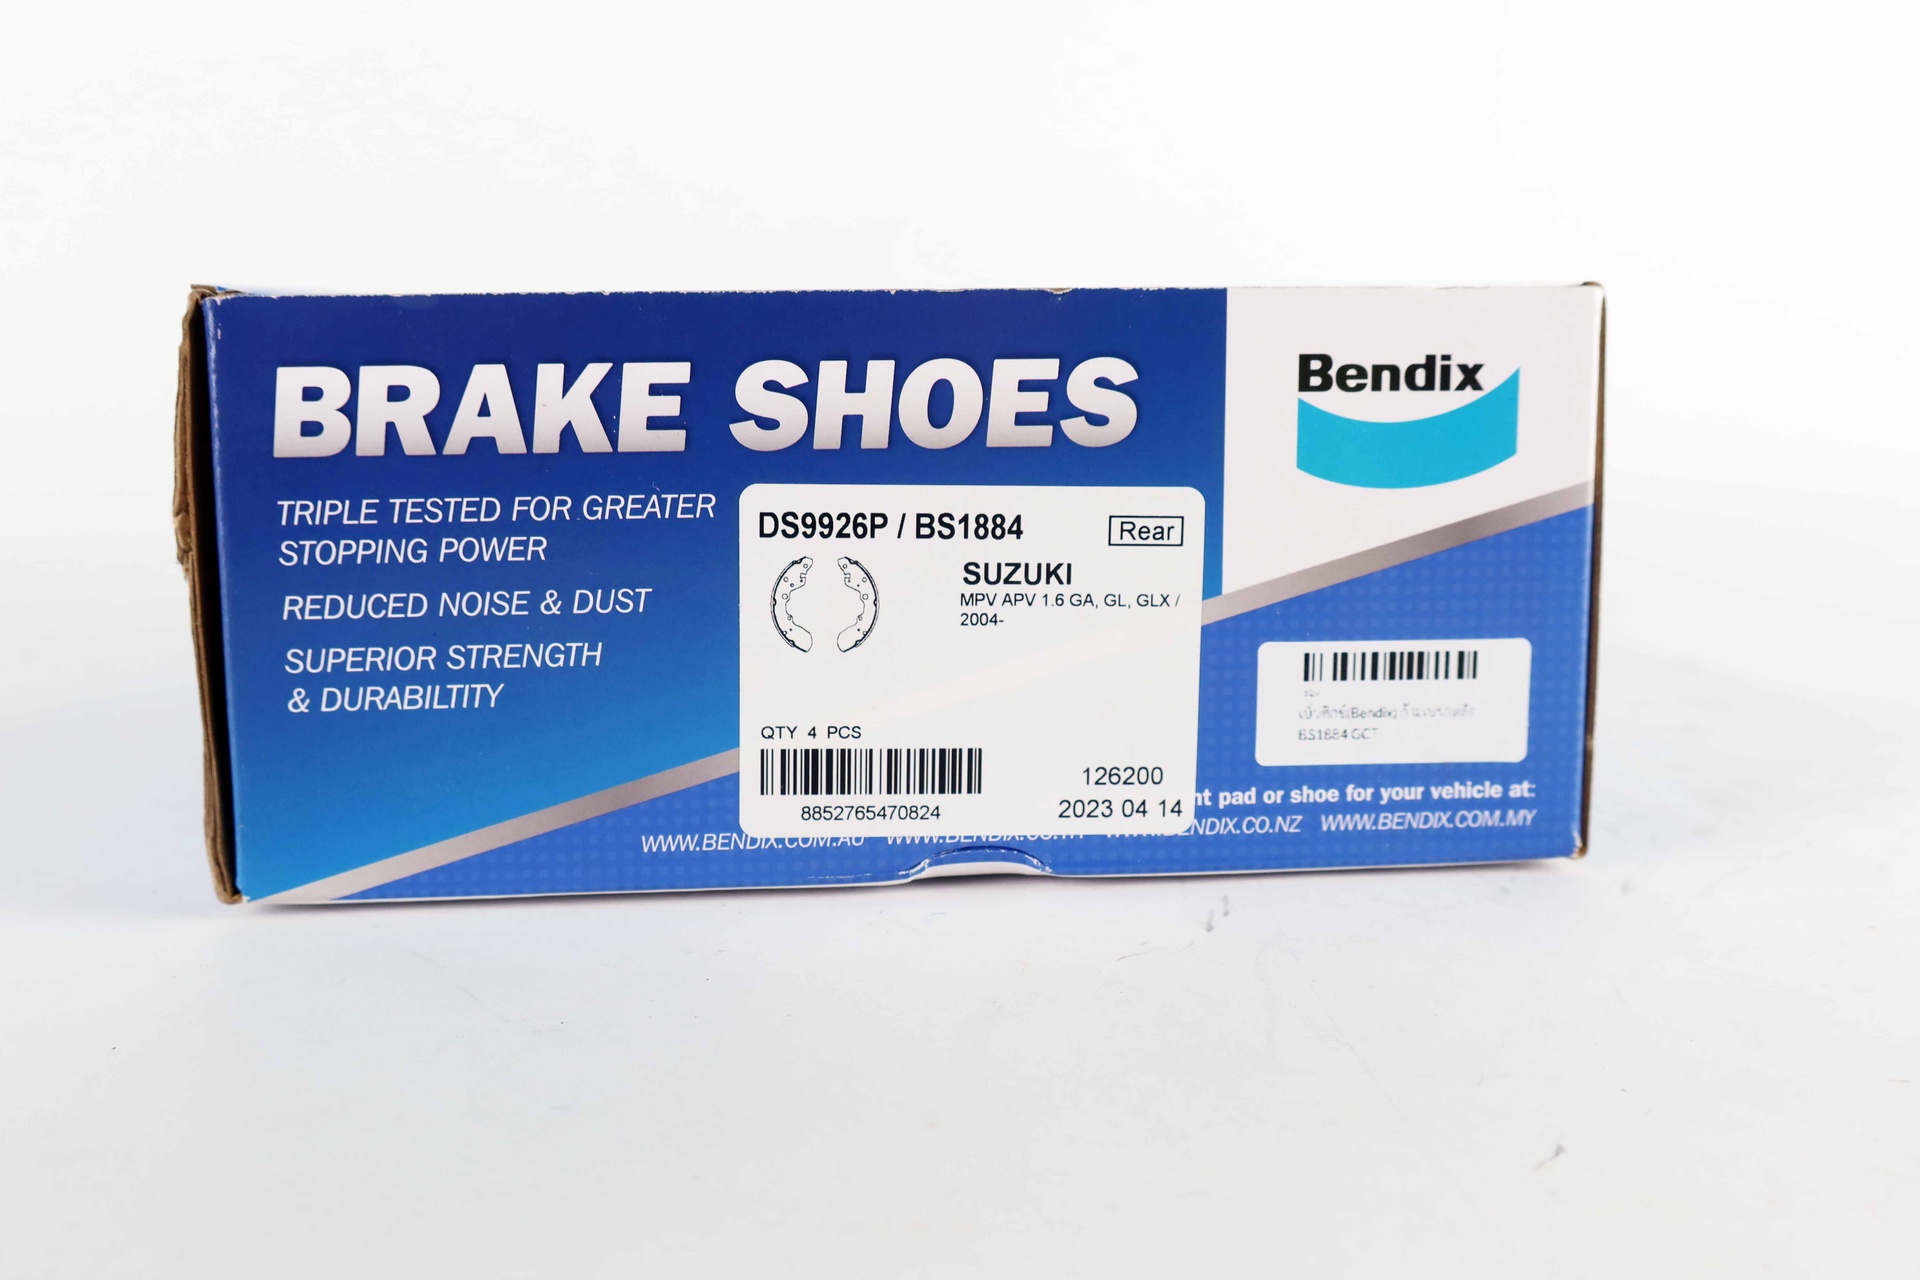 BRAKE SHOES
TRIPLE TESTED FOR GREATER
STOPPING POWER
REDUCED NOISE & DUST
SUPERIOR STRENGTH
& DURABILTITY
Bendix
DS9926P / BS1884
Rear
SUZUKI
MPV APV 1.6 GA, GL, GLX /
2004-
QTY 4 PCS
8852765470824
126200
2023 04 14
(Bendix)
BS1884 GCT
pad or shoe for your vehicle at:
WWW.BENDIX.COM.AU WWW.BENDIX.CO.NZ WWW.BENDIX.COM.MY